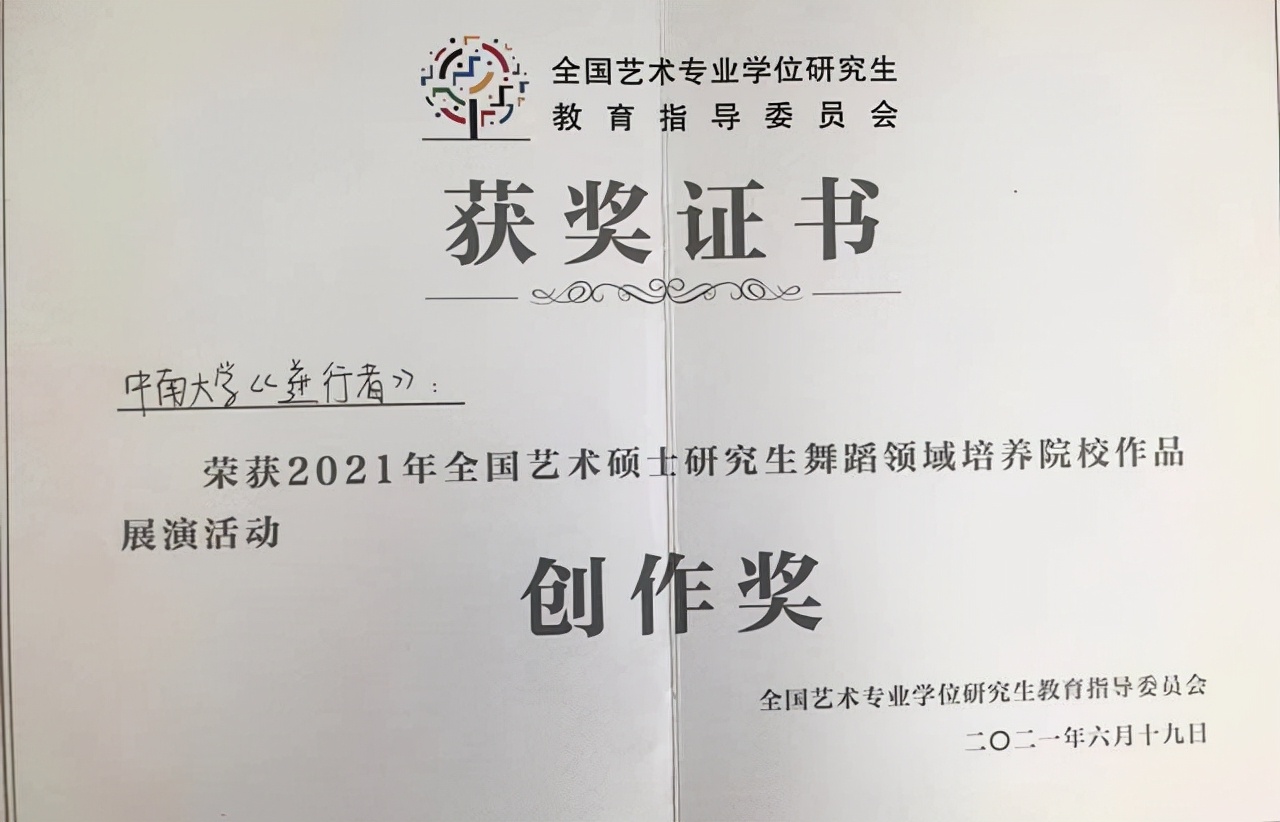 全国艺术专业学位研究生
教育指导委员会
获奖证书
中南大学《行者》：
荣获2021年全国艺术硕士研究生舞蹈领域培养院校作品
展演活动
创作奖
全国艺术专业学位研究生教育指导委员会
二〇二一年六月十九日